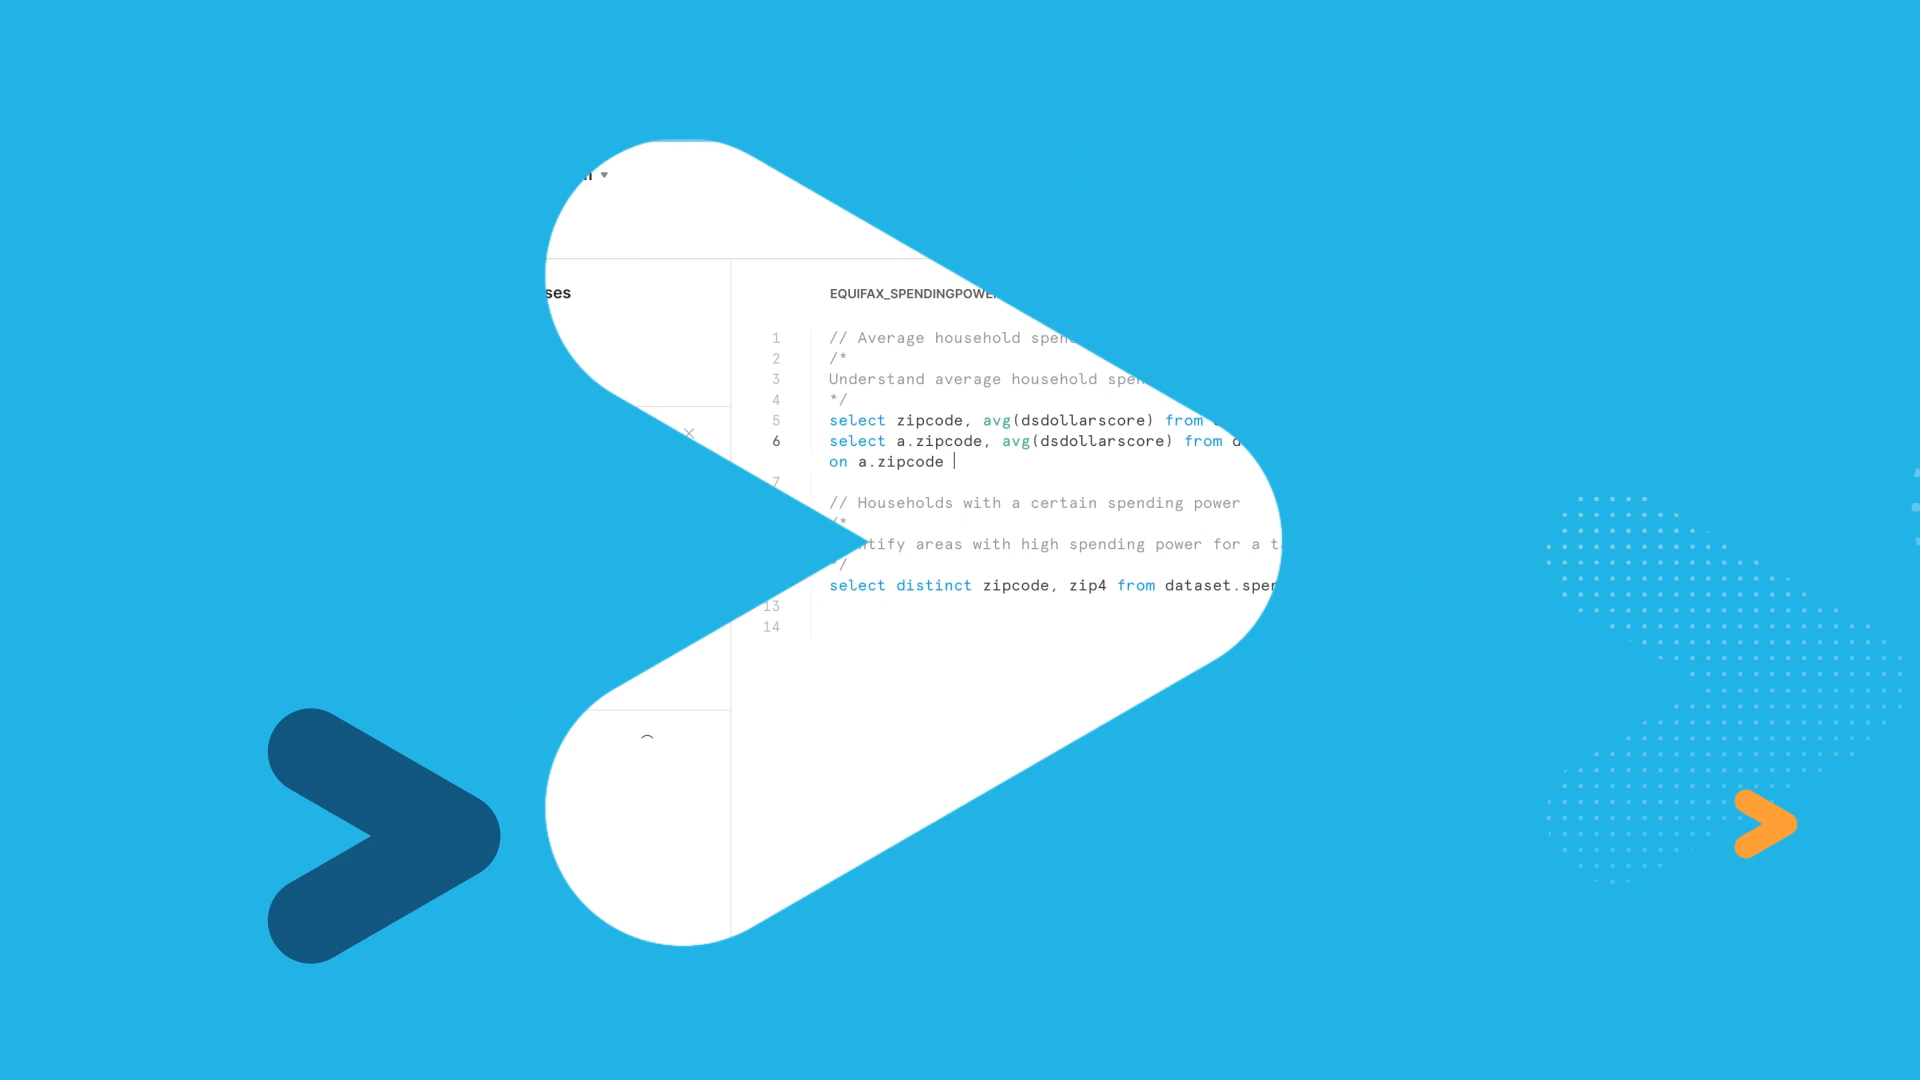 ses
EQUIFAX_SPENDINGPOWE
1 // Average household spen
2 /*
3 Understand average household spen
4 */
5 select zipcode, avg(dsdollarscore) from
6 select a.zipcode, avg(dsdollarscore) from d
on a.zipcode
7
// Households with a certain spending power
/*
ntify areas with high spending power for a t
/
select distinct zipcode, zip4 from dataset.spen
13
14